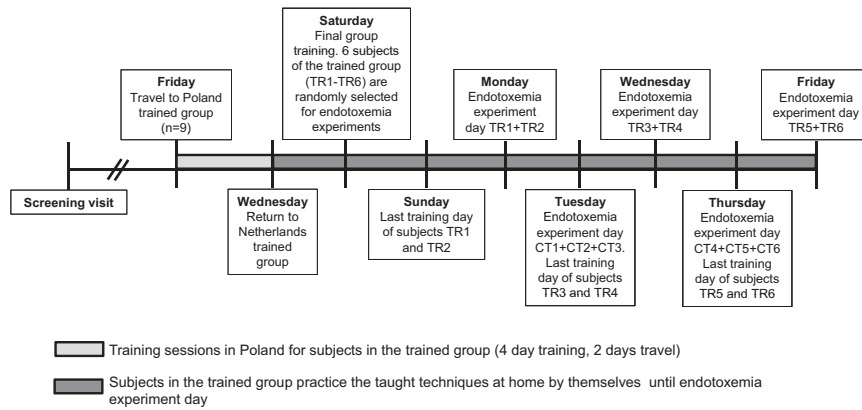 Saturday
Final group
training. 6 subjects
of the trained group
(TR1-TR6) are
randomly selected
for endotoxemia
experiments
Friday
Travel to Poland
trained group
(n=9)
Monday
Endotoxemia
experiment
day TR1+TR2
Wednesday
Endotoxemia
experiment day
TR3+TR4
Friday
Endotoxemia
experiment day
TR5+TR6
Screening visit
Wednesday
Return to
Netherlands
trained
group
Sunday
Last training day
of subjects TR1
and TR2
Tuesday
Endotoxemia
experiment day
CT1+CT2+CT3.
Last training
day of subjects
TR3 and TR4
Thursday
Endotoxemia
experiment day
CT4+CT5+CT6
Last training
day of subjects
TR5 and TR6
Training sessions in Poland for subjects in the trained group (4 day training, 2 days travel)
Subjects in the trained group practice the taught techniques at home by themselves until endotoxemia
experiment day